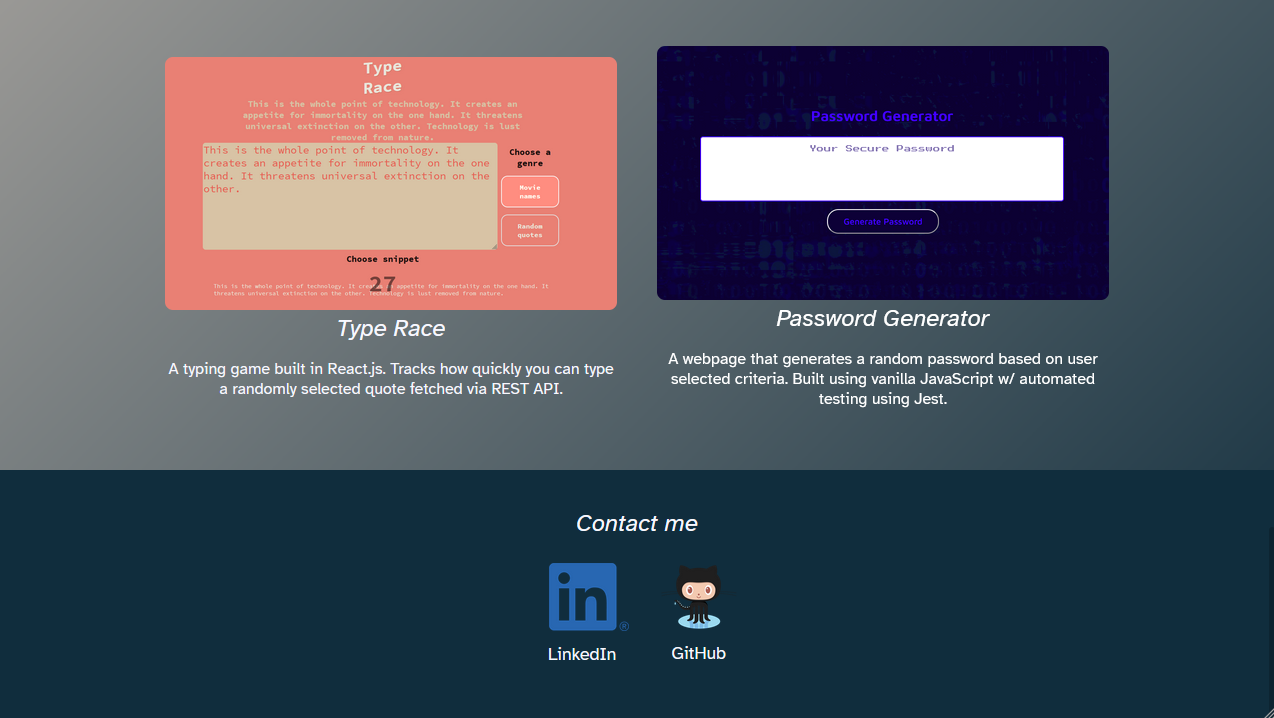 Type
Race
This is the whole point of technology. It creates an
appetite for immortality on the one hand. It threatens
universal extinction on the other. Technology is lust
removed from nature.
This is the whole point of technology. It
creates an appetite for immortality on the one
hand. It threatens universal extinction on the
other.
Choose a
genre
Movie
names
Random
quotes
Choose snippet
27
This is the whole point of technology. It creates an appetite for immortality on the one hand. It
threatens universal extinction on the other. Technology is lust removed from nature.
Type Race
A typing game built in React.js. Tracks how quickly you can type
a randomly selected quote fetched via REST API.
Password Generator
Your Secure Password
Generate Password
Password Generator
A webpage that generates a random password based on user
selected criteria. Built using vanilla JavaScript w/ automated
testing using Jest.
Contact me
in
®
LinkedIn
GitHub